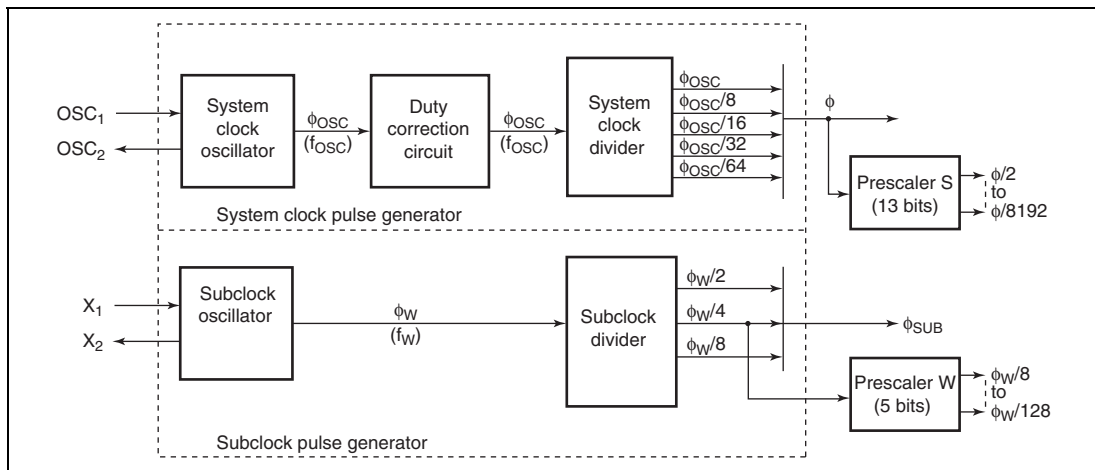 OSC1
OSC2
System
clock
oscillator
φOSC
(fOSC)
Duty
correction
circuit
φOSC
(fOSC)
System
clock
divider
φOSC
φOSC/8
φOSC/16
φOSC/32
φOSC/64
φ
Prescaler S
(13 bits)
φ/2
to
φ/8192
System clock pulse generator
X1
X2
Subclock
oscillator
φW
(fW)
Subclock
divider
φW/2
φW/4
φW/8
φSUB
Prescaler W
(5 bits)
φW/8
to
φW/128
Subclock pulse generator